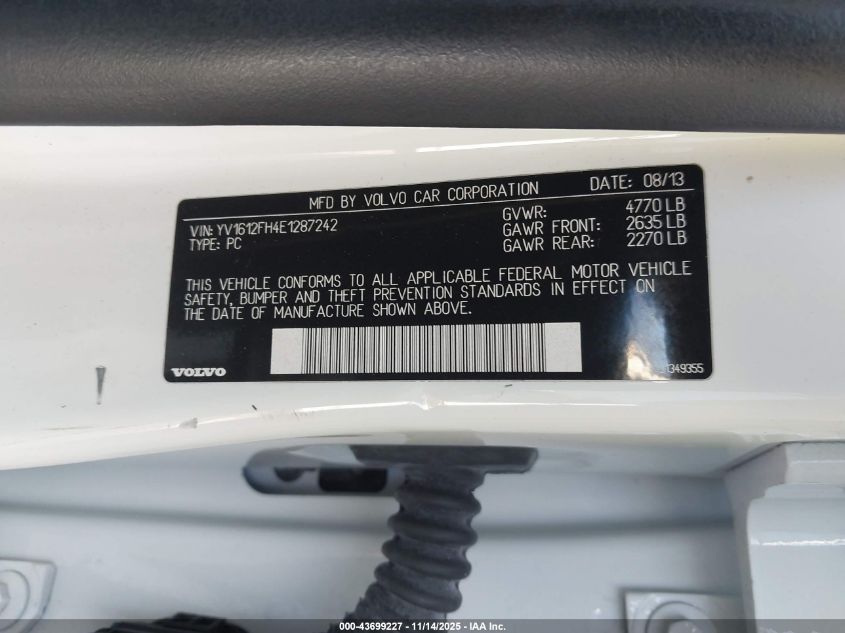 MFD BY VOLVO CAR CORPORATION DATE: 08/13
VIN: YV1612FH4E1287242 GVWR: 4770 LB
TYPE: PC GAWR FRONT: 2635 LB
GAWR REAR: 2270 LB
THIS VEHICLE CONFORMS TO ALL APPLICABLE FEDERAL MOTOR VEHICLE
SAFETY, BUMPER AND THEFT PREVENTION STANDARDS IN EFFECT ON
THE DATE OF MANUFACTURE SHOWN ABOVE.
VOLVO
000-43699227 - 11/14/2025 - IAA Inc.